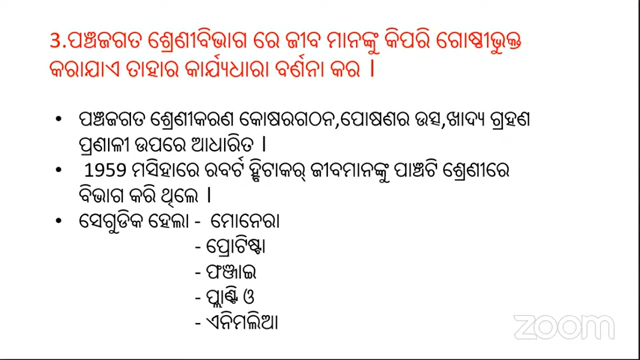 3.ପଞ୍ଚଜଗତ ଶ୍ରେଣୀବିଭାଗ ରେ ଜୀବ ମାନଙ୍କୁ କିପରି ଗୋଷ୍ଠୀଭୁକ୍ତ
କରାଯାଏ ତାହାର କାର୍ଯ୍ୟଧାରା ବର୍ଣନା କର ।
• ପଞ୍ଚଜଗତ ଶ୍ରେଣୀକରଣ କୋଷରଗଠନ,ପୋଷଣର ଉତ୍ସ,ଖାଦ୍ୟ ଗ୍ରହଣ
ପ୍ରଣାଳୀ ଉପରେ ଆଧାରିତ ।
• 1959 ମସିହାରେ ରବର୍ଟ ହ୍ବିଟାକର୍ ଜୀବମାନଙ୍କୁ ପାଞ୍ଚଟି ଶ୍ରେଣୀରେ
ବିଭାଗ କରି ଥିଲେ ।
• ସେଗୁଡିକ ହେଲା - ମୋନେରା
- ପ୍ରୋଟିଷ୍ଟା
- ଫଞ୍ଜାଇ
- ପ୍ଲାଣ୍ଟି ଓ
- ଏନିମଲିଆ
zoom